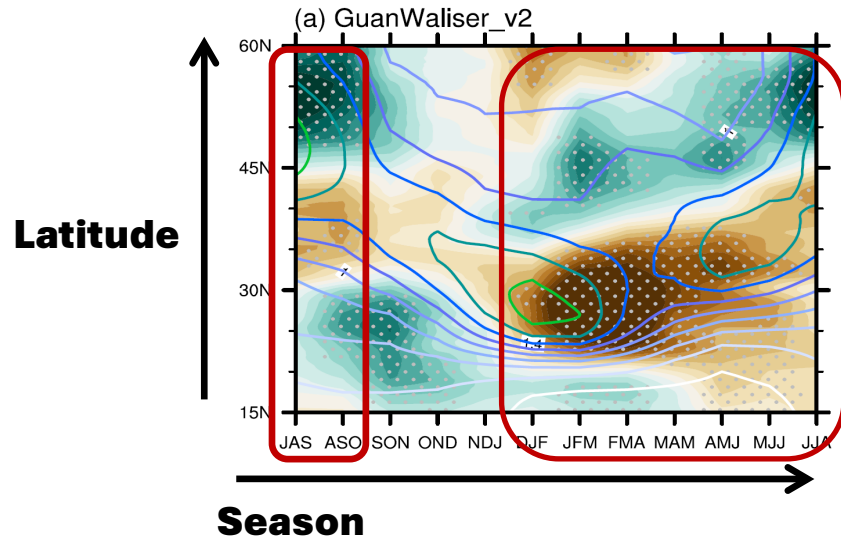 (a) GuanWaliser_v2
60N
45N
30N
15N
Latitude
1.4
JAS ASO SON OND NDJ DJF JFM FMA MAM AMJ MJJ JJA
Season